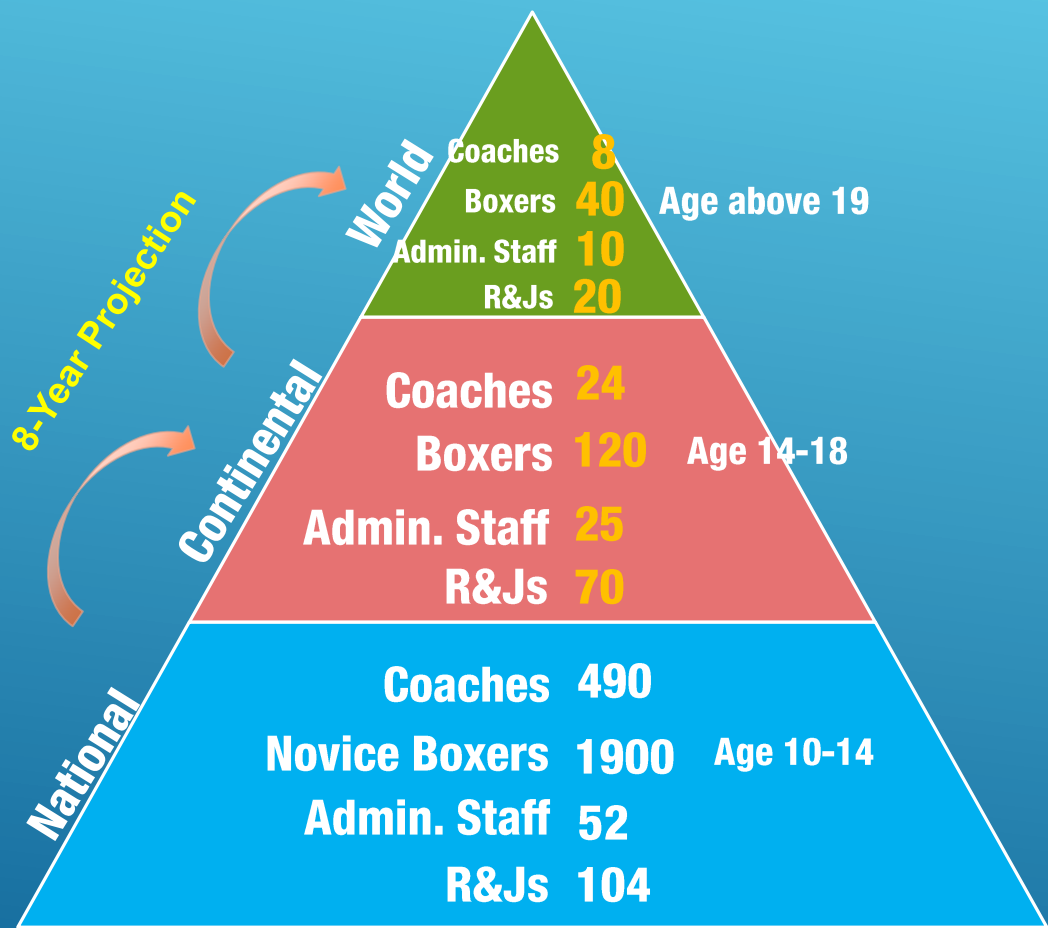 World
Coaches 8
Boxers 40 Age above 19
Admin. Staff 10
R&Js 20
8-Year Projection
Continental
Coaches 24
Boxers 120 Age 14-18
Admin. Staff 25
R&Js 70
National
Coaches 490
Novice Boxers 1900 Age 10-14
Admin. Staff 52
R&Js 104